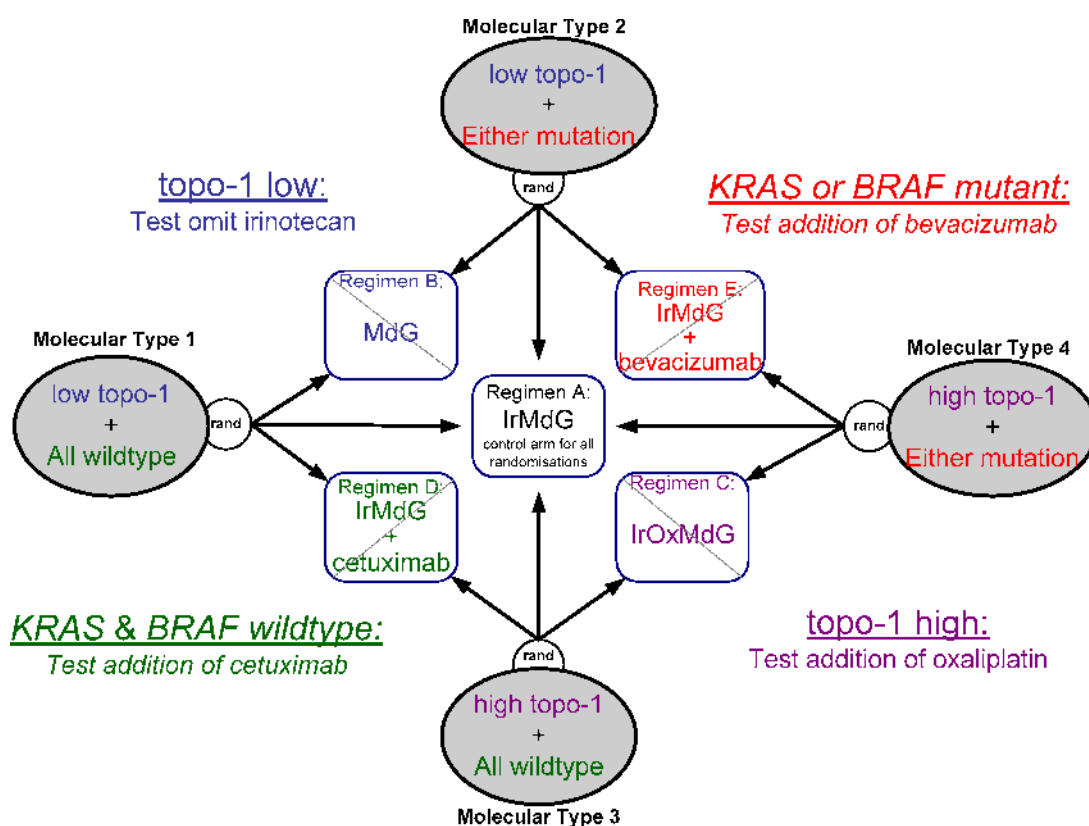 Molecular Type 2
low topo-1
+
Either mutation
rand
topo-1 low:
Test omit irinotecan
KRAS or BRAF mutant:
Test addition of bevacizumab
Regimen B:
MdG
Regimen E:
IrMdG
+
bevacizumab
Molecular Type 1
low topo-1
+
All wildtype
rand
Regimen A:
IrMdG
control arm for all
randomisations
Molecular Type 4
high topo-1
+
Either mutation
rand
Regimen D:
IrMdG
+
cetuximab
Regimen C:
IrOxMdG
KRAS & BRAF wildtype:
Test addition of cetuximab
topo-1 high:
Test addition of oxaliplatin
rand
high topo-1
+
All wildtype
Molecular Type 3